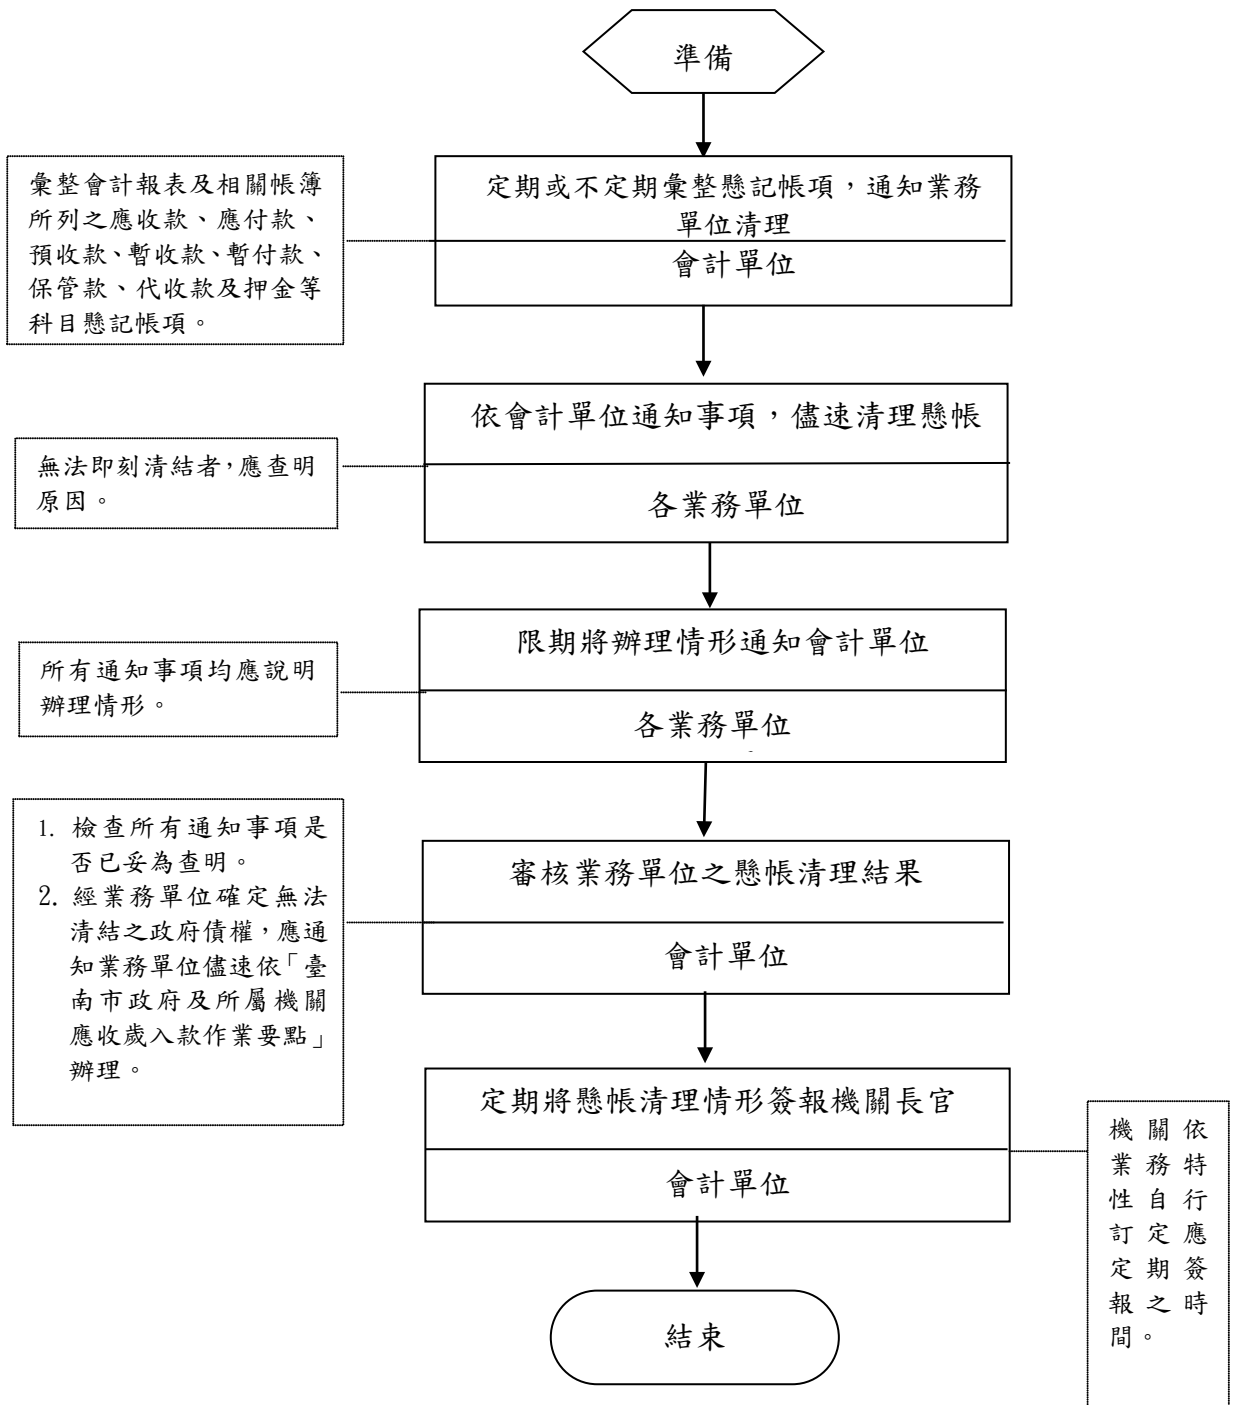 準備
彙整會計報表及相關帳簿
所列之應收款、應付款、
預收款、暫收款、暫付款、
保管款、代收款及押金等
科目懸記帳項。
定期或不定期彙整懸記帳項，通知業務
單位清理
會計單位
依會計單位通知事項，儘速清理懸帳
各業務單位
無法即刻清結者，應查明
原因。
限期將辦理情形通知會計單位
各業務單位
所有通知事項均應說明
辦理情形。
1. 檢查所有通知事項是
否已妥為查明。
2. 經業務單位確定無法
清結之政府債權，應通
知業務單位儘速依「臺
南市政府及所屬機關
應收歲入款作業要點」
辦理。
審核業務單位之懸帳清理結果
會計單位
定期將懸帳清理情形簽報機關長官
會計單位
機關依
業務特
性自行
訂定應
定期簽
報之時
間。
結束